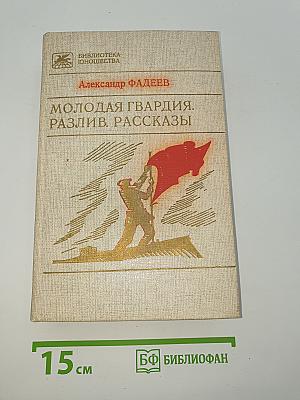 БИБЛИОТЕКА
ЮНОШЕСТВА
Александр ФАДЕЕВ
МОЛОДАЯ ГВАРДИЯ.
РАЗЛИВ. РАССКАЗЫ
15 см
БФ БИБЛИОФАН